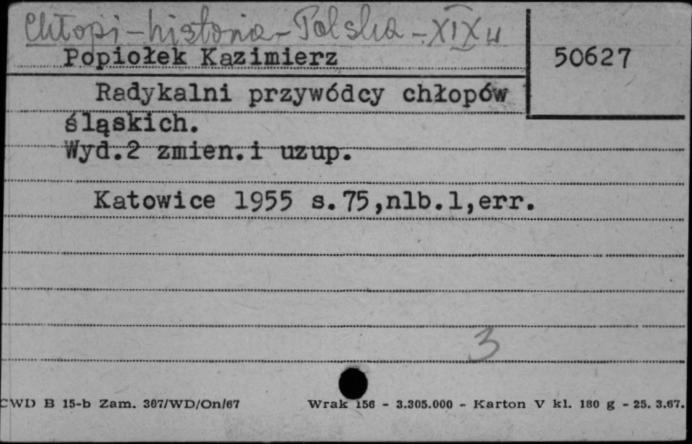 Chłopi-historia-Polska-XIXw
Popiołek Kazimierz
50627
Radykalni przywódcy chłopów
śląskich.
Wyd.2 zmien.i uzup.
Katowice 1955 s.75,nlb.1,err.
3
CWD B 15-b Zam. 367/WD/On/67 Wrak 156 - 3.305.000 - Karton V kl. 180 g - 25. 3.67.